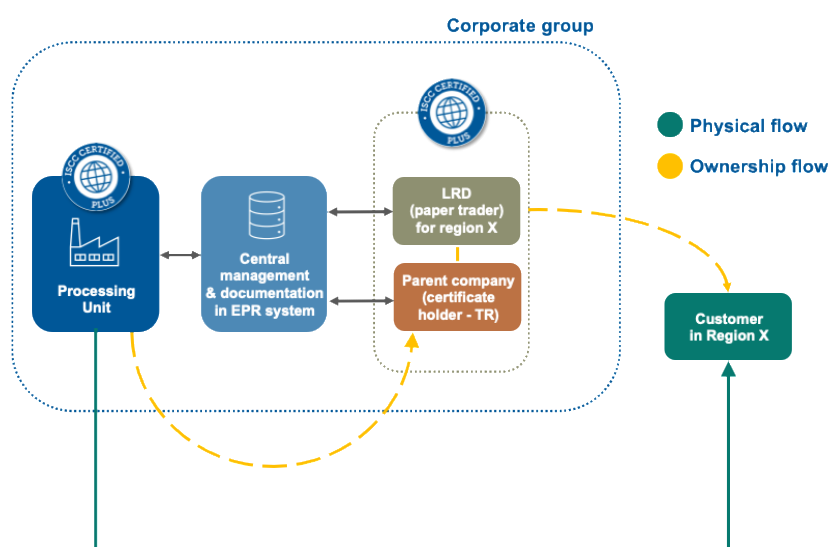 Corporate group
ISCC CERTIFIED
PLUS
Physical flow
Ownership flow
ISCC CERTIFIED
PLUS
Processing
Unit
Central
management
& documentation
in EPR system
LRD
(paper trader)
for region X
Parent company
(certificate
holder - TR)
Customer
in Region X